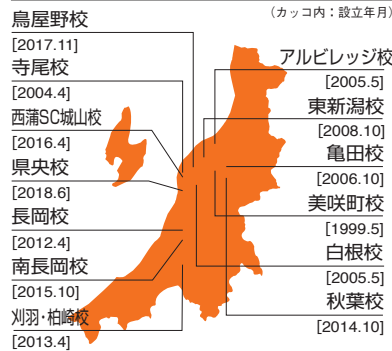 （カッコ内：設立年月）
鳥屋野校
[2017.11]
寺尾校
[2004.4]
西蒲SC城山校
[2016.4]
県央校
[2018.6]
長岡校
[2012.4]
南長岡校
[2015.10]
刈羽・柏崎校
[2013.4]
アルビレッジ校
[2005.5]
東新潟校
[2008.10]
亀田校
[2006.10]
美咲町校
[1999.5]
白根校
[2005.5]
秋葉校
[2014.10]